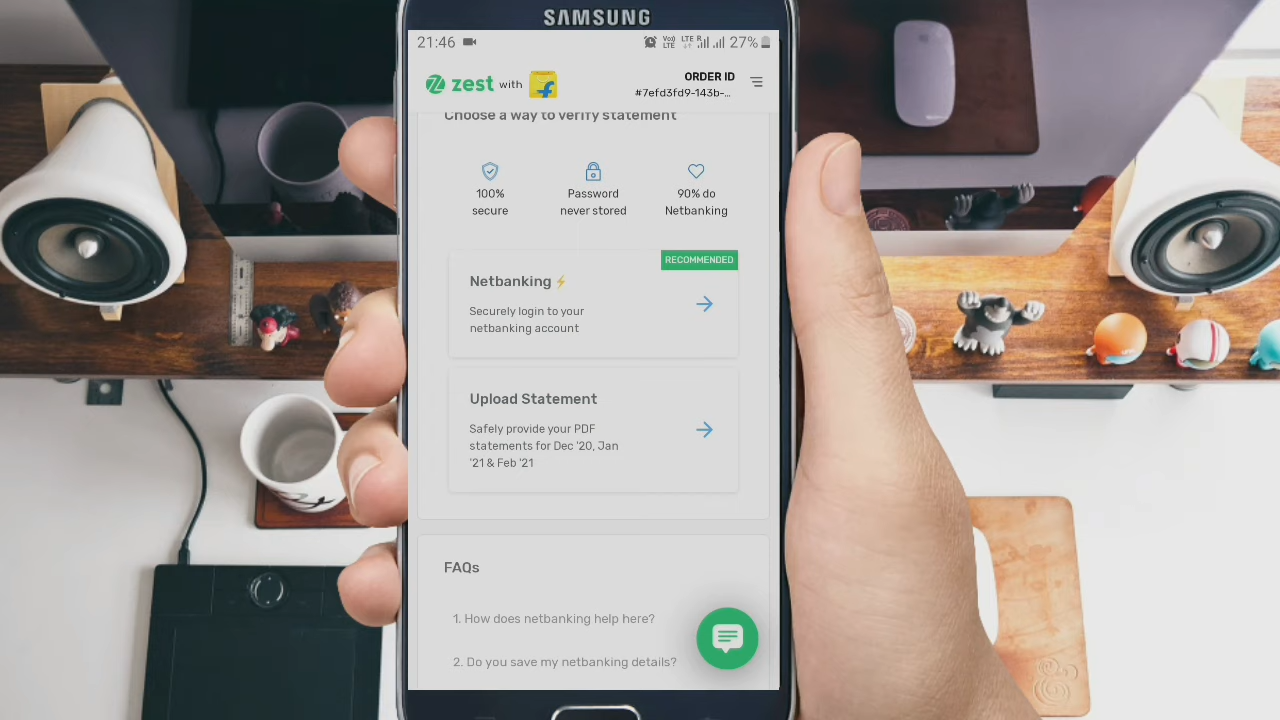 SAMSUNG
21:46
Vo))
LTE
LTE
R
27%
zest with
ORDER ID
#7efd3fd9-143b-...
Choose a way to verify statement
100%
secure
Password
never stored
90% do
Netbanking
RECOMMENDED
Netbanking
Securely login to your
netbanking account
Upload Statement
Safely provide your PDF
statements for Dec '20, Jan
'21 & Feb '21
FAQs
1. How does netbanking help here?
2. Do you save my netbanking details?